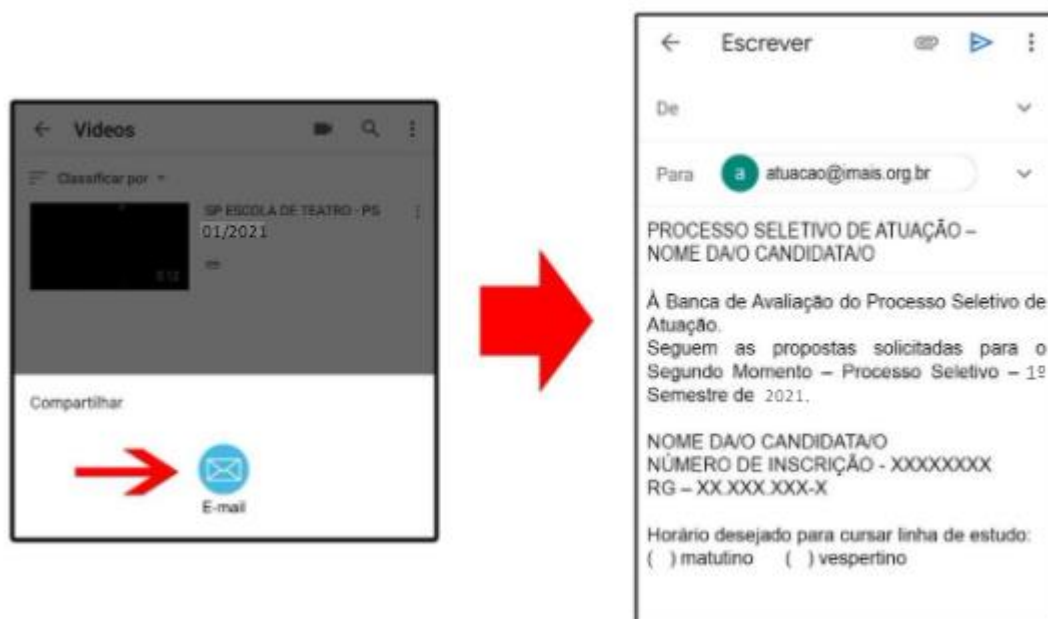 Videos
Classificar por
SP ESCOLA DE TEATRO - PS
01/2021
Compartilhar
E-mail
Escrever
De
Para a atuacao@imais.org.br
PROCESSO SELETIVO DE ATUAÇÃO –
NOME DA/O CANDIDATA/O
À Banca de Avaliação do Processo Seletivo de
Atuação.
Seguem as propostas solicitadas para o
Segundo Momento – Processo Seletivo – 1º
Semestre de 2021.
NOME DA/O CANDIDATA/O
NÚMERO DE INSCRIÇÃO - XXXXXXXX
RG – XX.XXX.XXX-X
Horário desejado para cursar linha de estudo:
( ) matutino ( ) vespertino